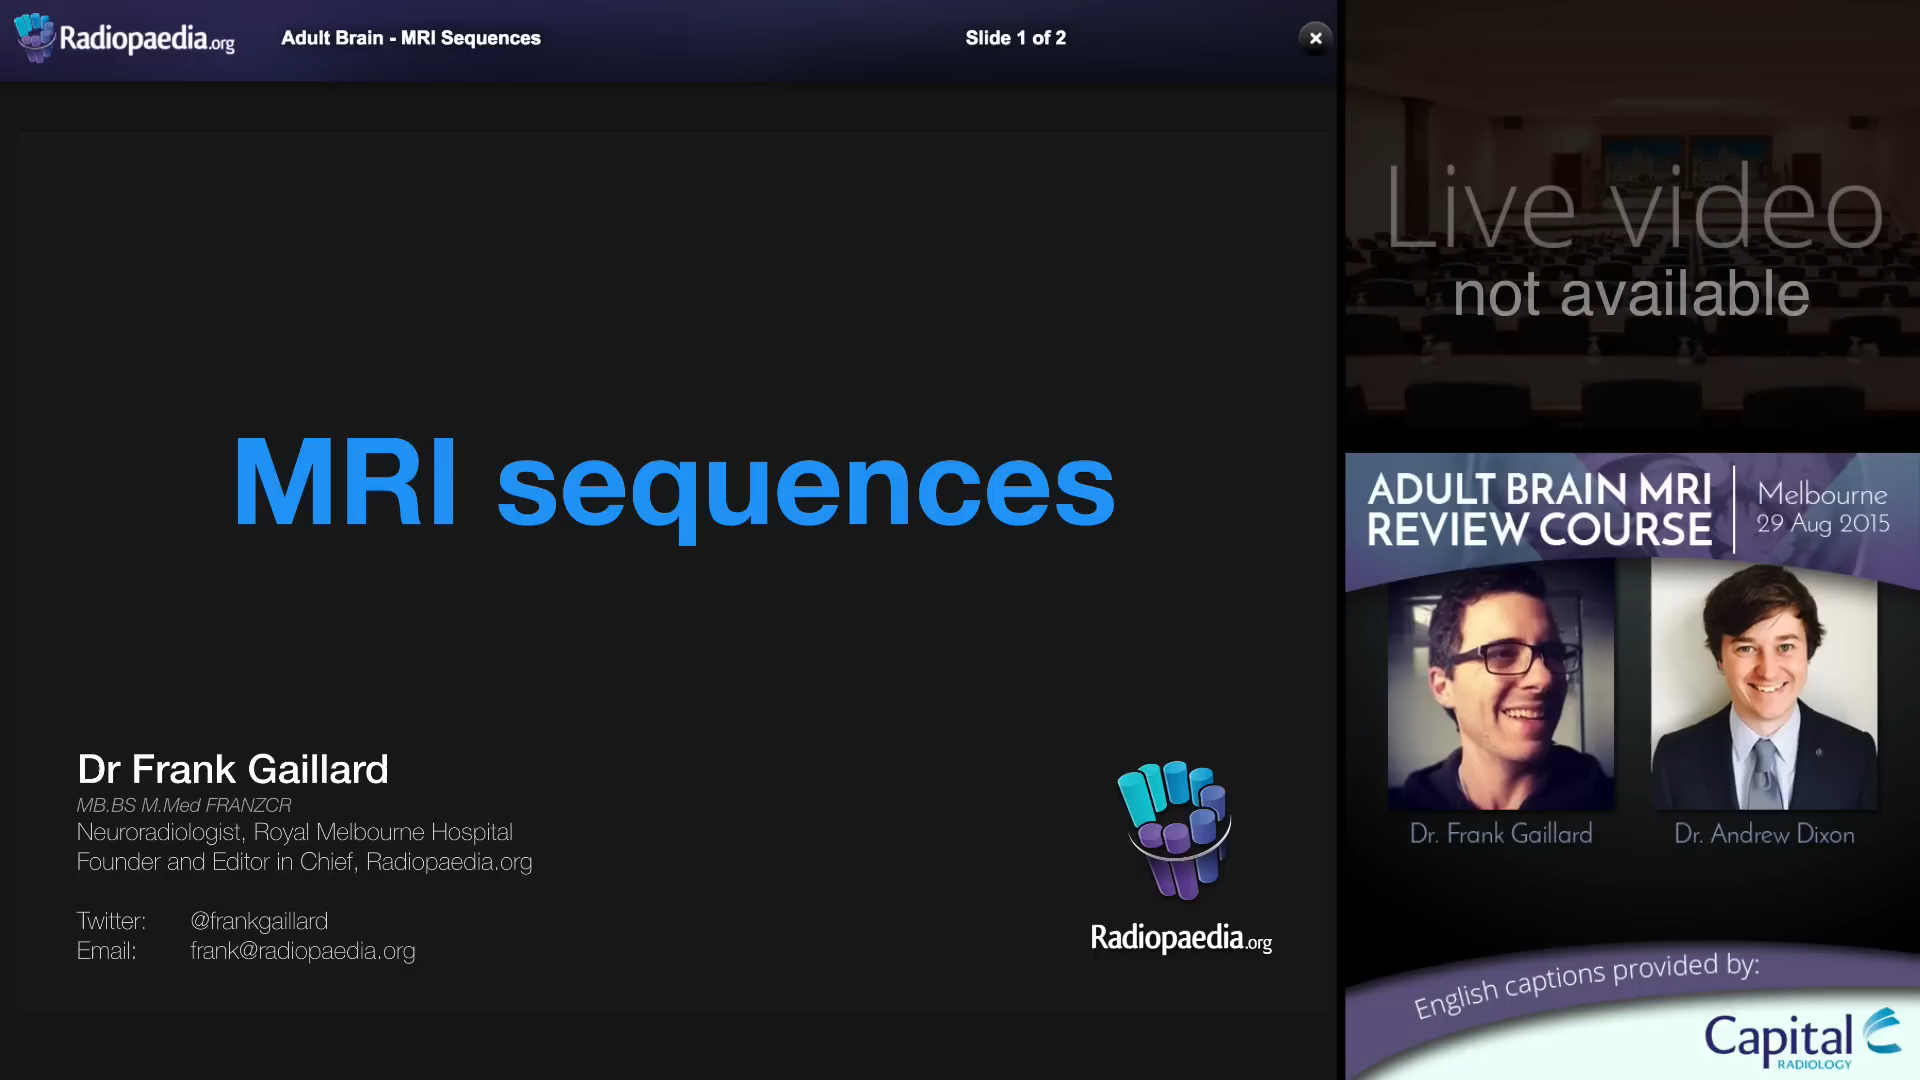 Radiopaedia.org
Adult Brain - MRI Sequences
Slide 1 of 2
MRI sequences
Dr Frank Gaillard
MB.BS M.Med FRANZCR
Neuroradiologist, Royal Melbourne Hospital
Founder and Editor in Chief, Radiopaedia.org
Twitter: @frankgaillard
Email: frank@radiopaedia.org
Radiopaedia.org
Live video
not available
ADULT BRAIN MRI
REVIEW COURSE
Melbourne
29 Aug 2015
Dr. Frank Gaillard
Dr. Andrew Dixon
English captions provided by:
Capital
RADIOLOGY